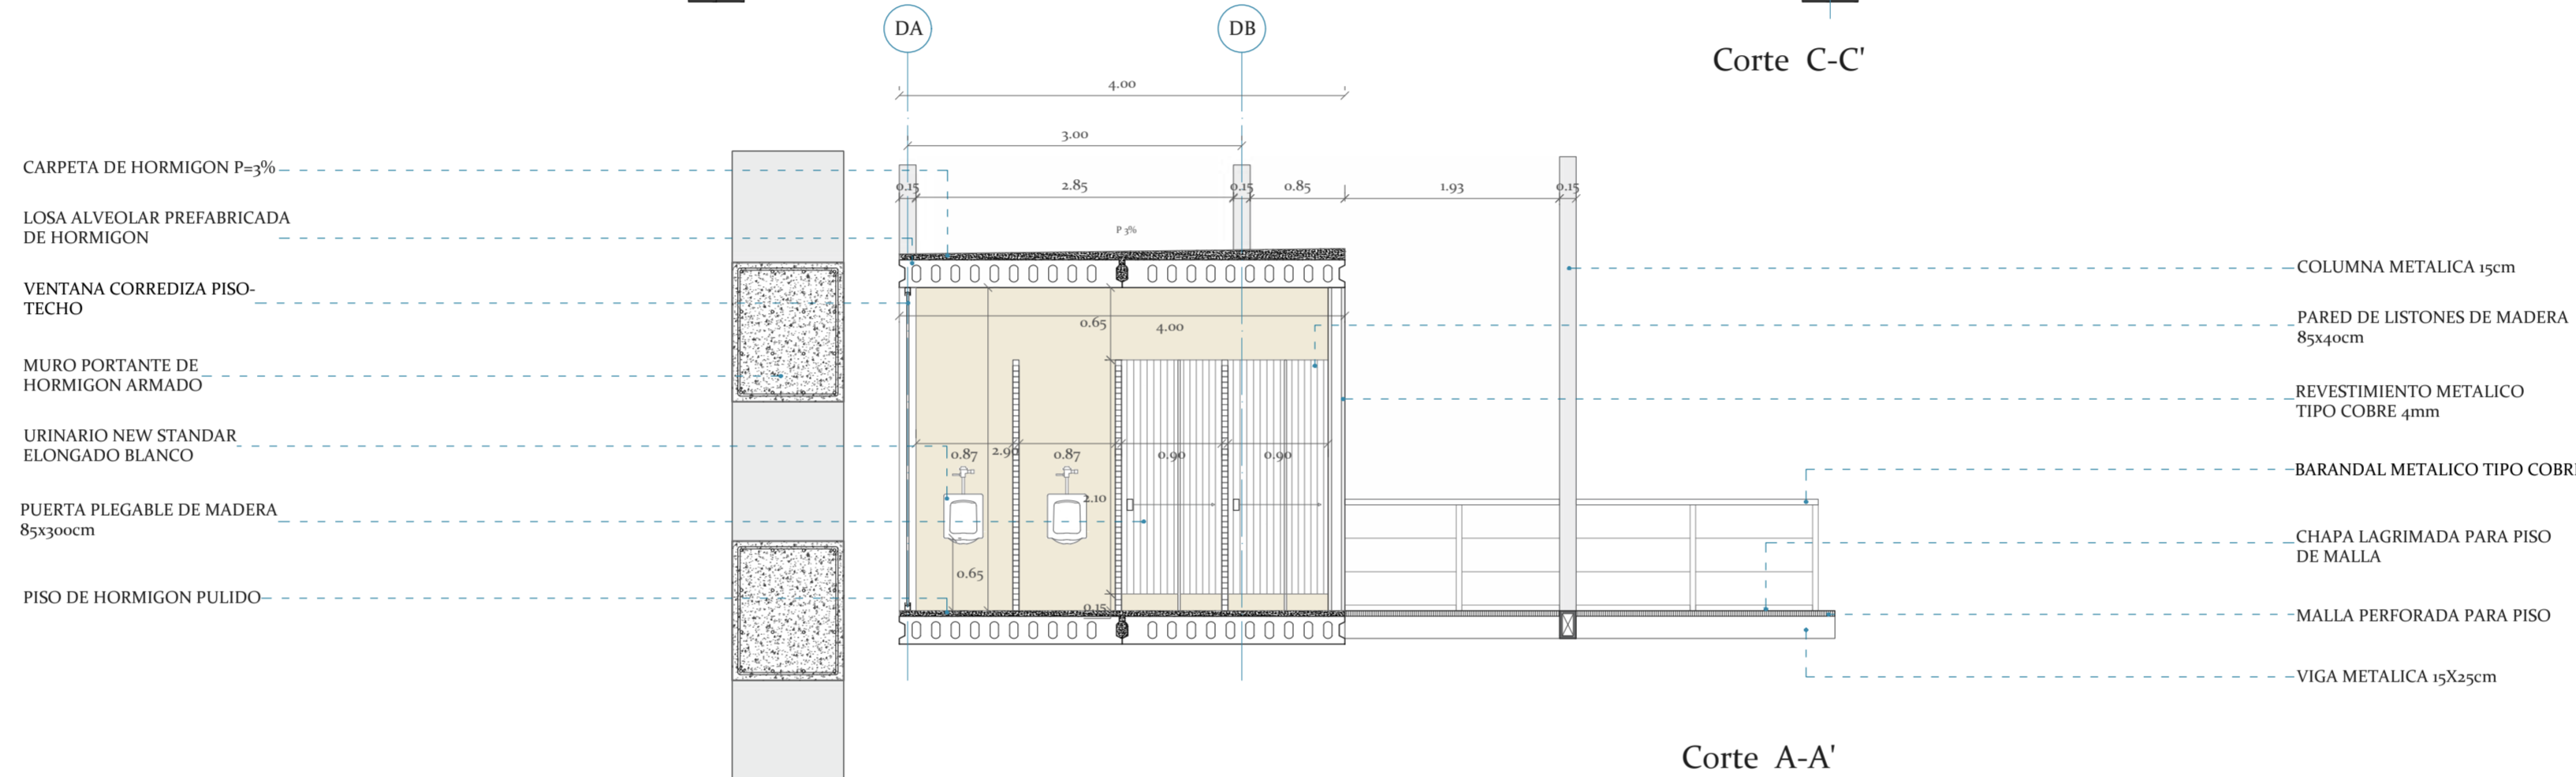 DA
DB
Corte C-C'
4.00
3.00
0.15
2.85
0.15
0.85
1.93
0.15
P 3%
CARPETA DE HORMIGON P=3%
LOSA ALVEOLAR PREFABRICADA
DE HORMIGON
VENTANA CORREDIZA PISO-
TECHO
MURO PORTANTE DE
HORMIGON ARMADO
URINARIO NEW STANDAR
ELONGADO BLANCO
PUERTA PLEGABLE DE MADERA
85x300cm
PISO DE HORMIGON PULIDO
0.65
4.00
0.87
2.90
0.87
0.90
0.90
2.10
0.65
0.15
COLUMNA METALICA 15cm
PARED DE LISTONES DE MADERA
85x40cm
REVESTIMIENTO METALICO
TIPO COBRE 4mm
BARANDAL METALICO TIPO COBR
CHAPA LAGRIMADA PARA PISO
DE MALLA
MALLA PERFORADA PARA PISO
VIGA METALICA 15X25cm
Corte A-A'